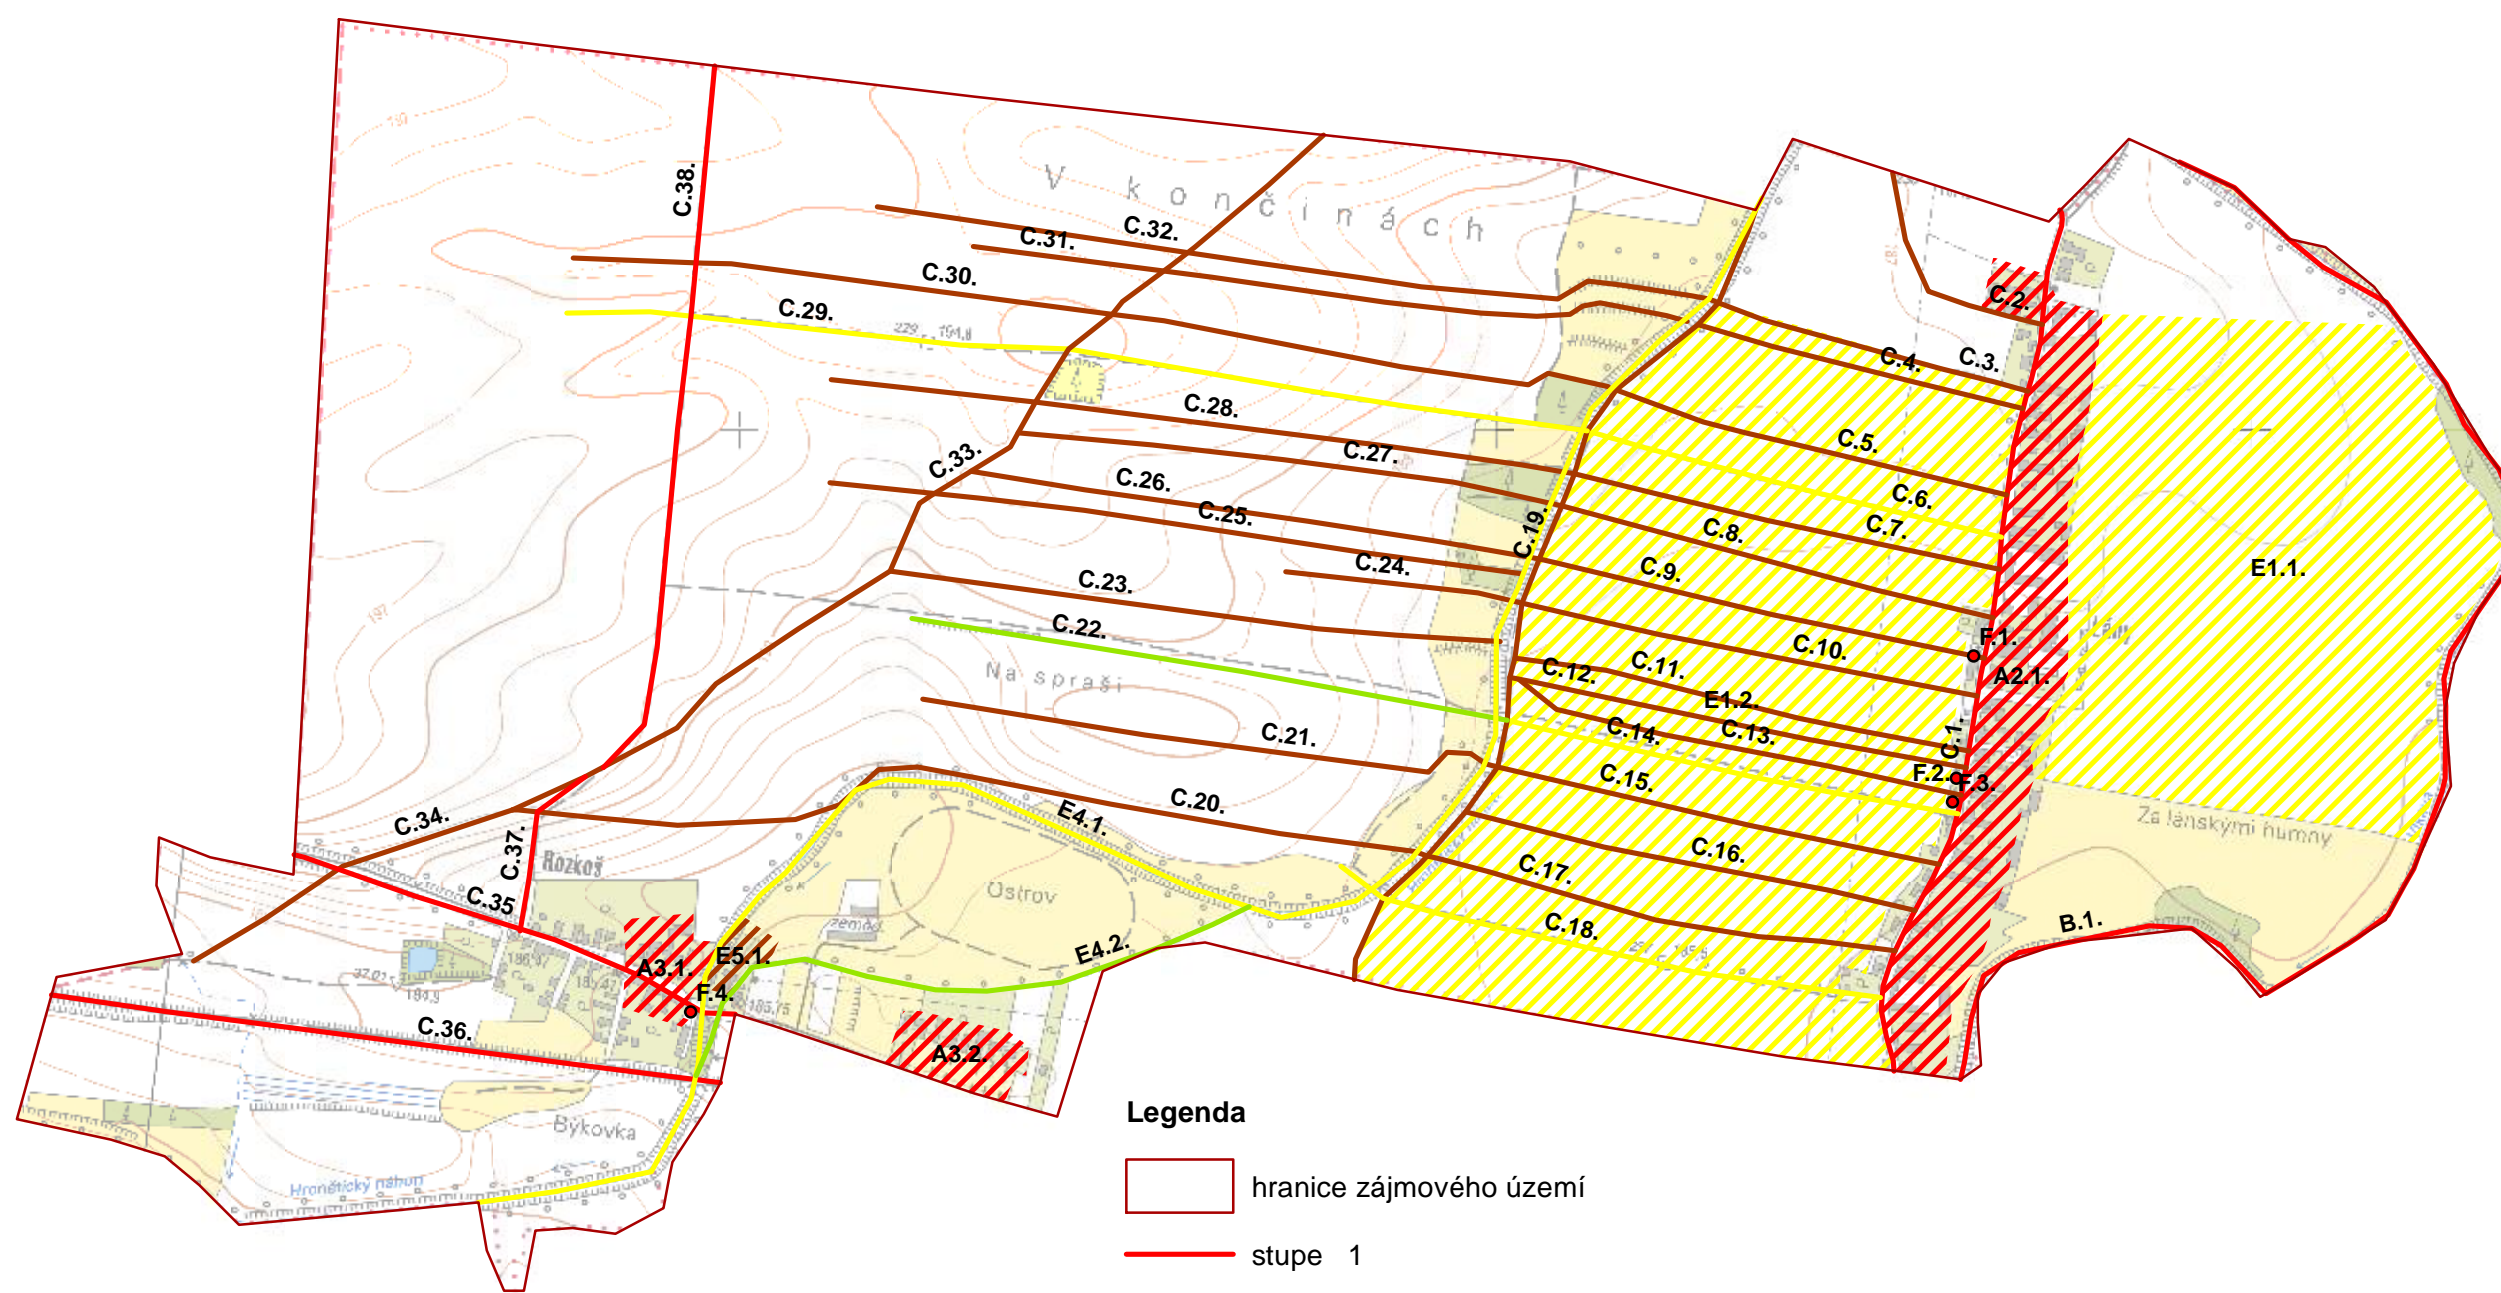 C.38.
V končinách
C.32.
C.31.
C.30.
C.29.
C.2.
C.3.
C.4.
C.28.
C.27.
C.33.
C.26.
C.25.
C.5.
C.6.
C.7.
C.8.
C.19.
C.24.
C.23.
C.9.
E1.1.
C.22.
C.10.
F.1.
Na spraši
C.11.
C.12.
A2.1.
E1.2.
C.21.
C.14.
C.13.
C.1.
F.2.
F.3.
C.15.
C.20.
E4.1.
C.34.
Za lánskými humny
C.37.
Rozkoš
C.16.
C.17.
C.35
Ostrov
C.18.
B.1.
E4.2.
E5.1.
A3.1.
F.4.
C.36.
A3.2.
Býkovka
Hronětický náhon
Legenda
hranice zájmového území
stupe 1